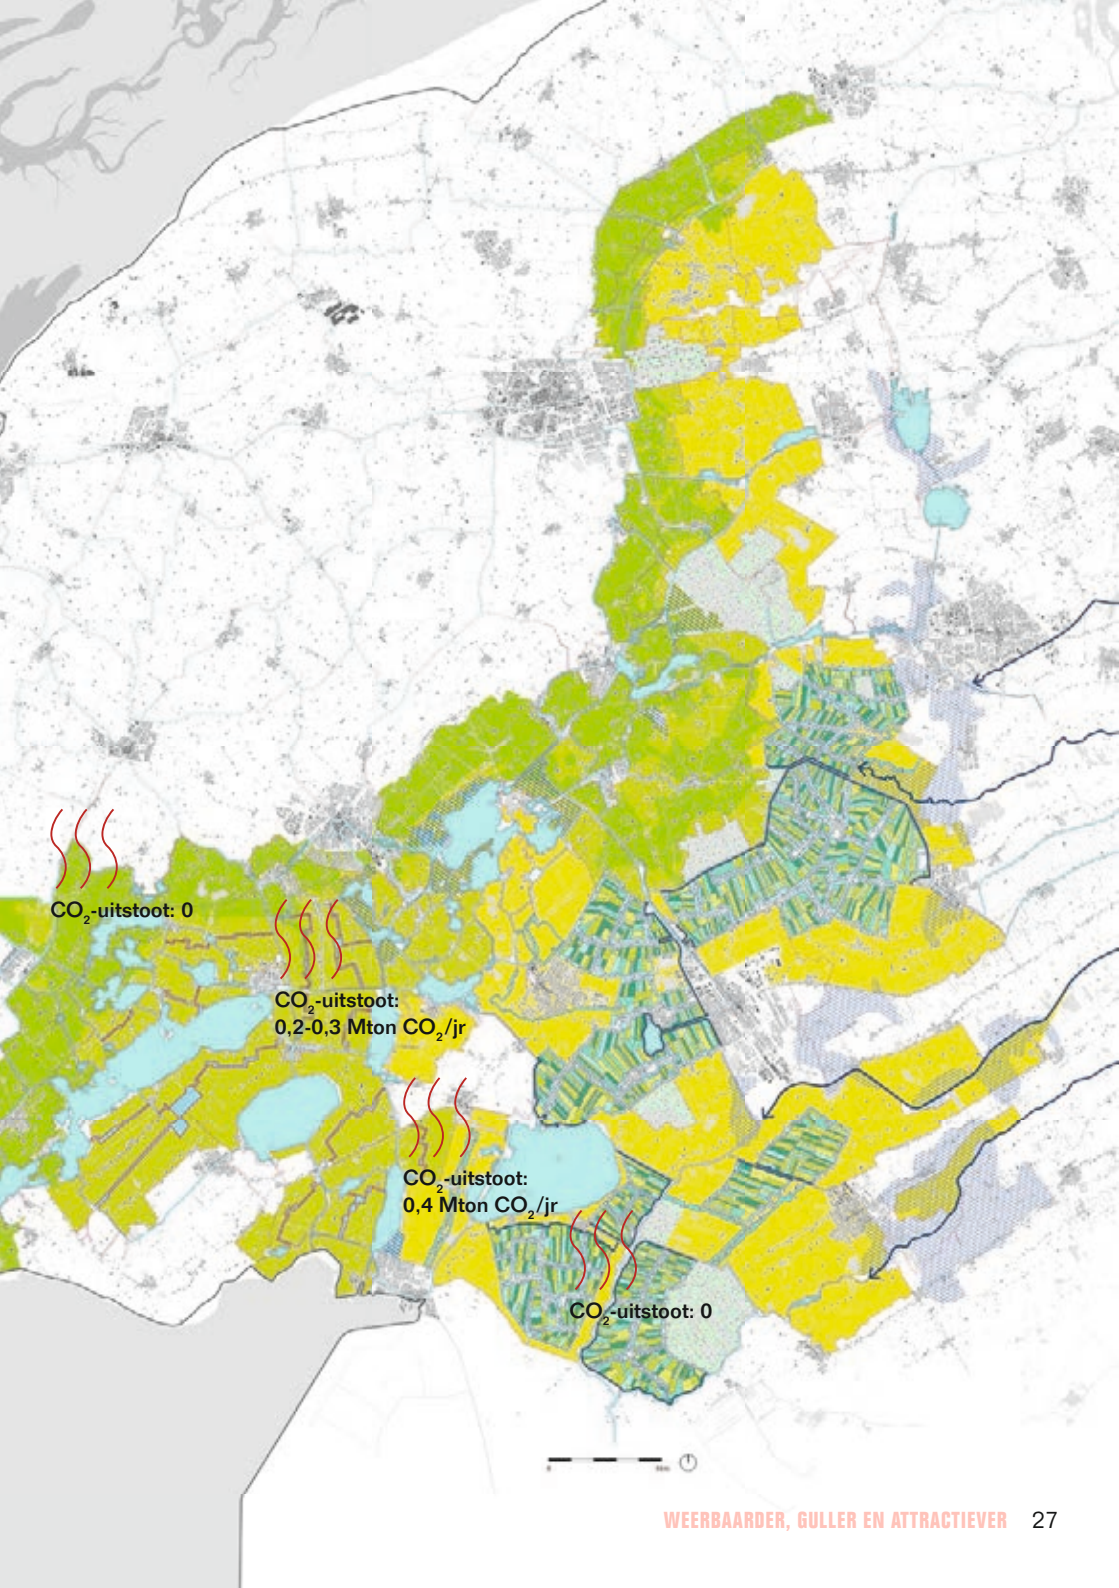 CO₂-uitstoot: 0
CO₂-uitstoot:
0,2-0,3 Mton CO₂/jr
CO₂-uitstoot:
0,4 Mton CO₂/jr
CO₂-uitstoot: 0
0
WEERBAARDER, GULLER EN ATTRACTIEVER 27